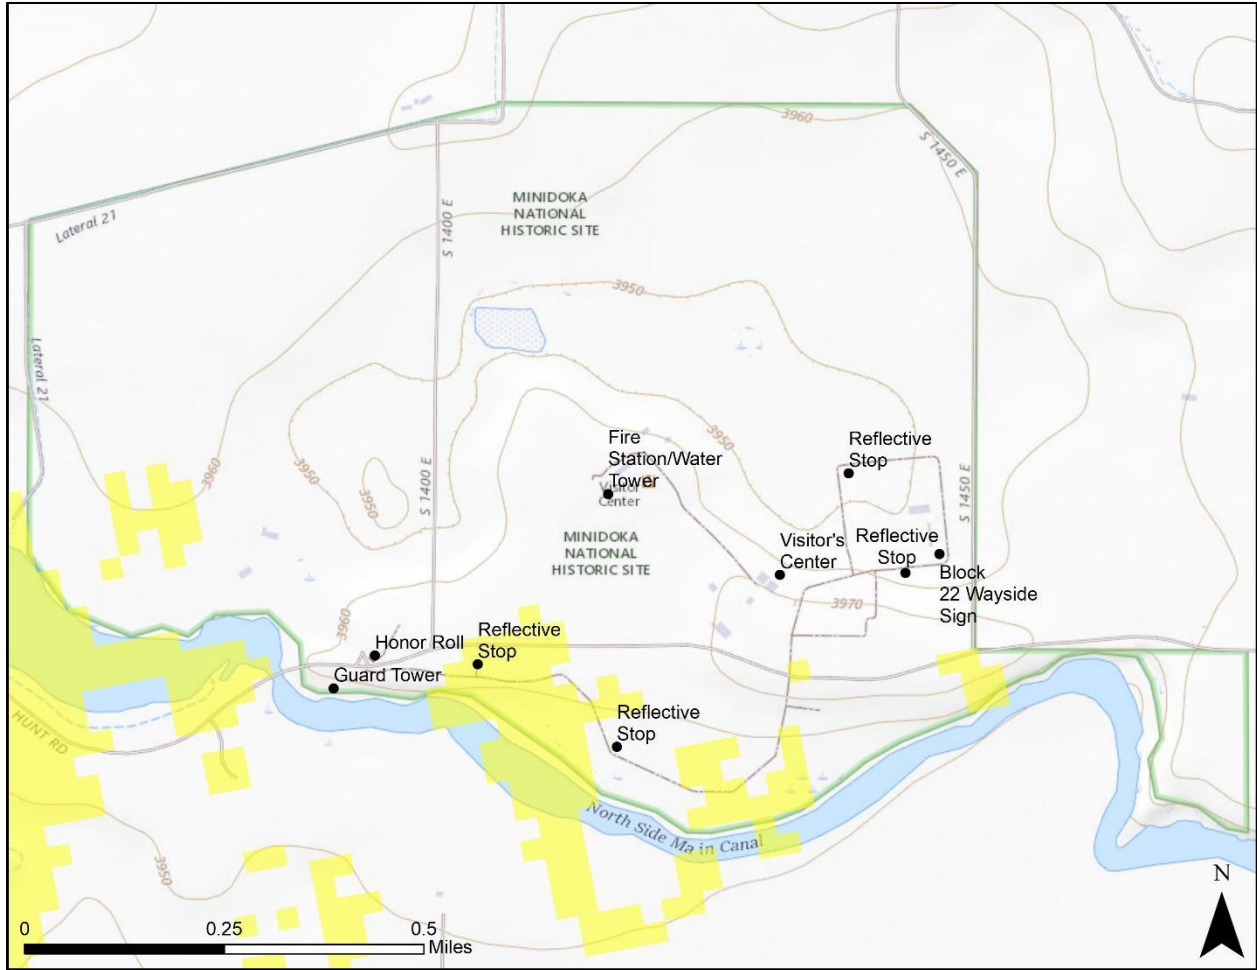 3960
S 1450 E
MINIDOKA
NATIONAL
HISTORIC SITE
Lateral 21
S 1400 E
3950
Lateral 21
Fire
Station/Water
Tower
Visitor
Center
3950
Reflective
Stop
3960
3950
3950
S 1400 E
S 1450 E
MINIDOKA
NATIONAL
HISTORIC SITE
Visitor's
Center
Reflective
Stop
Block
22 Wayside
Sign
3970
3960
Honor Roll
Reflective
Stop
Guard Tower
Reflective
Stop
HUNT RD
North Side Main Canal
3950
N
0 0.25 0.5
Miles